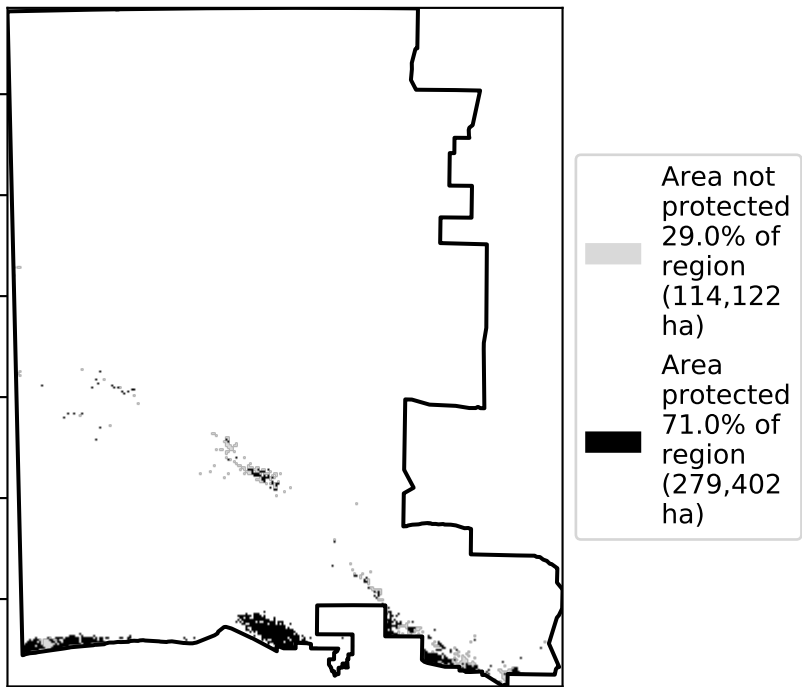 Area not
protected
29.0% of
region
(114,122
ha)
Area
protected
71.0% of
region
(279,402
ha)